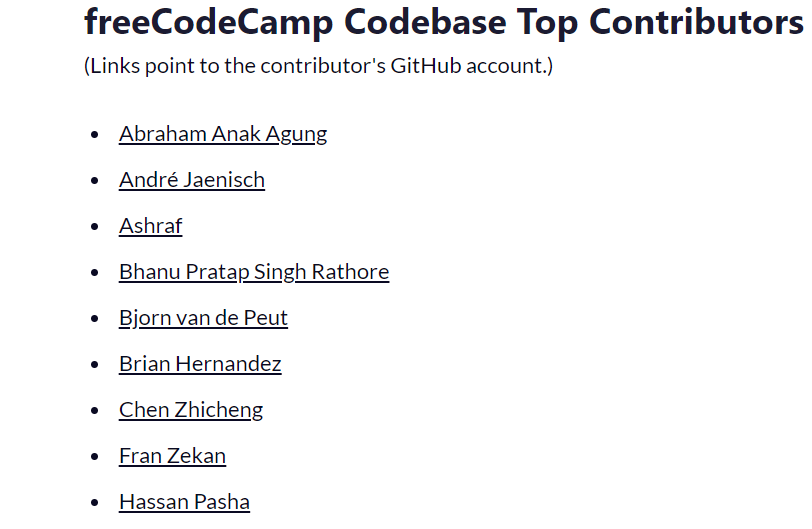 freeCodeCamp Codebase Top Contributors
(Links point to the contributor's GitHub account.)
• Abraham Anak Agung
• André Jaenisch
• Ashraf
• Bhanu Pratap Singh Rathore
• Bjorn van de Peut
• Brian Hernandez
• Chen Zhicheng
• Fran Zekan
• Hassan Pasha